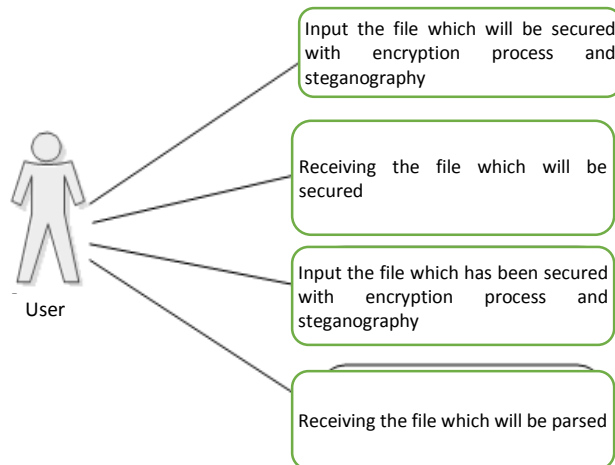 Input the file which will be secured
with encryption process and
steganography
Receiving the file which will be
secured
Input the file which has been secured
with encryption process and
steganography
User
Receiving the file which will be parsed